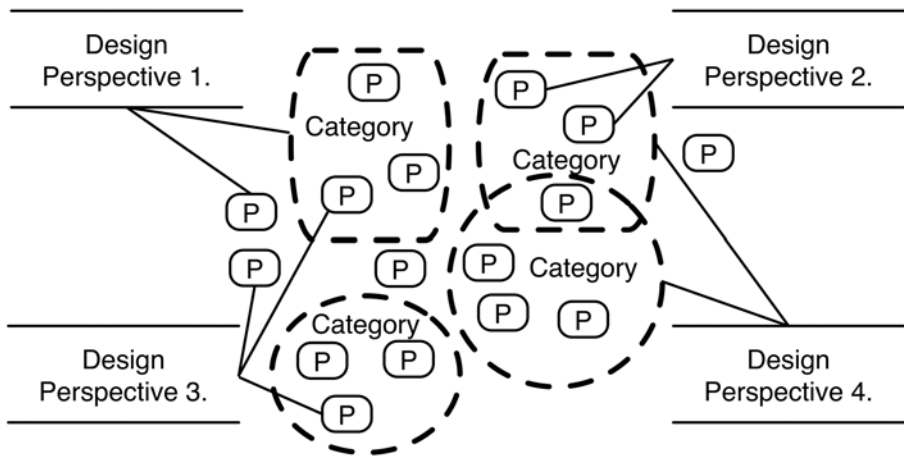 Design
Perspective 1.
Design
Perspective 2.
P
P
Category
P
P
Category
P
P
P
P
P
P
P
P
Category
P
P
Category
P
P
P
Design
Perspective 3.
Design
Perspective 4.